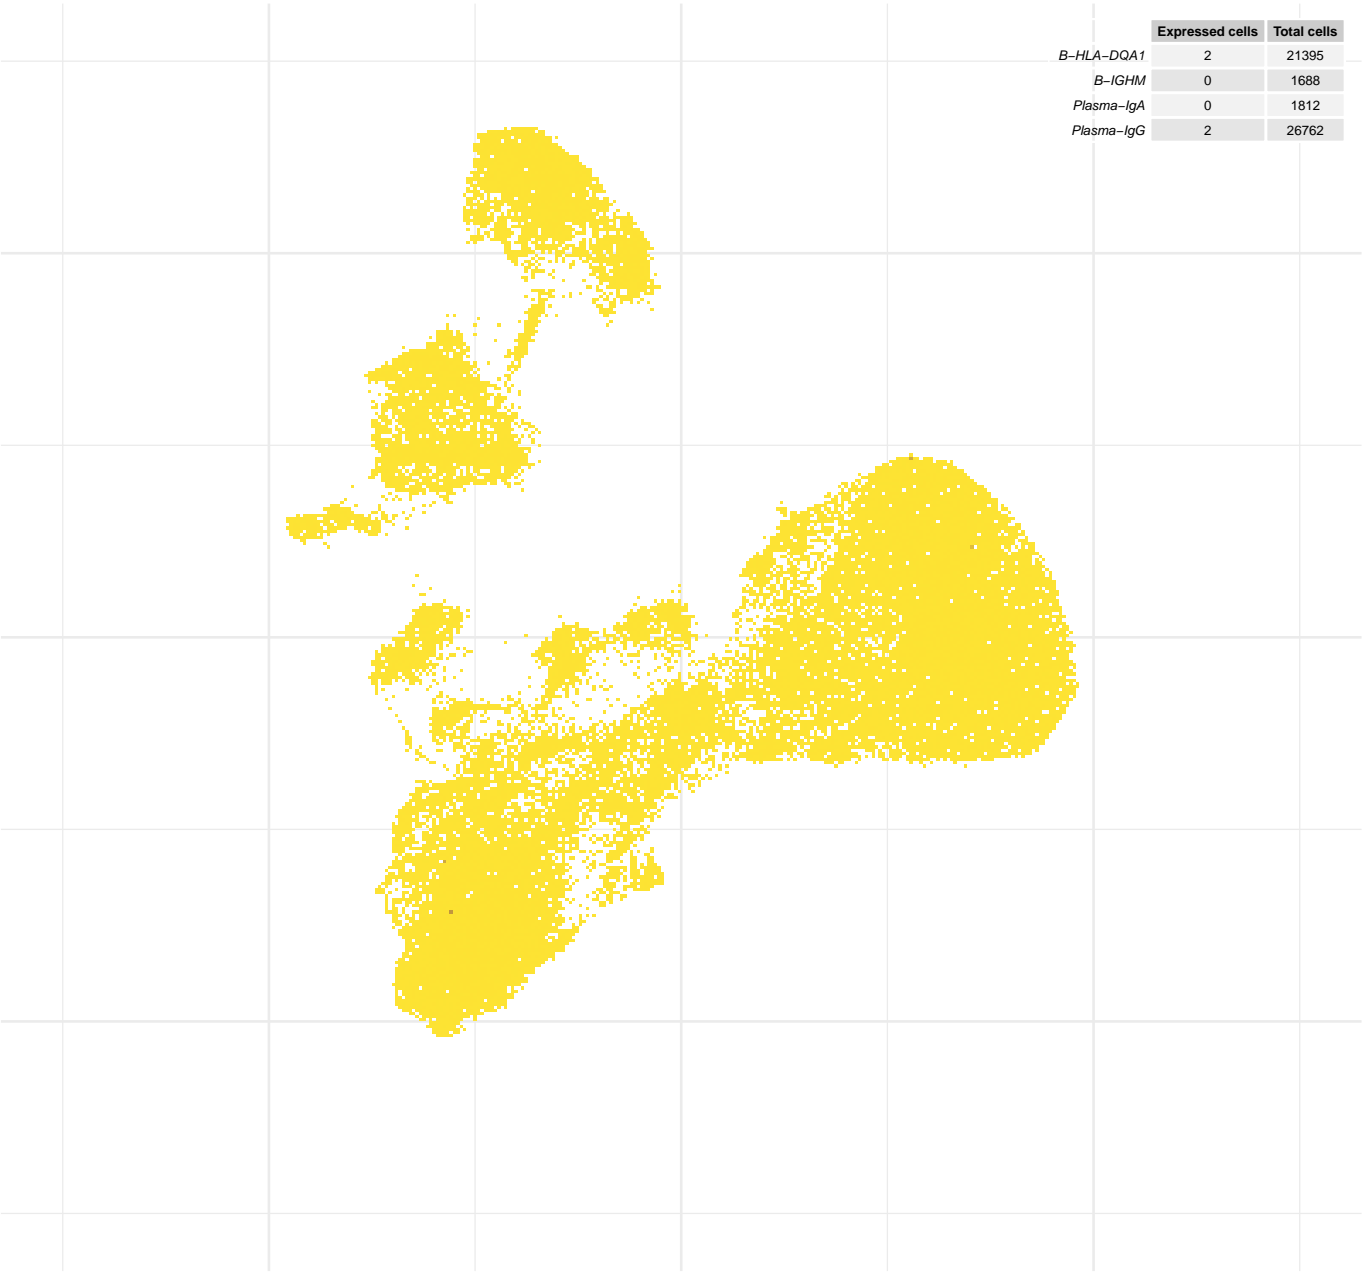 Expressed cells Total cells
B−HLA−DQA1 2 21395
B−IGHM 0 1688
Plasma−IgA 0 1812
Plasma−IgG 2 26762